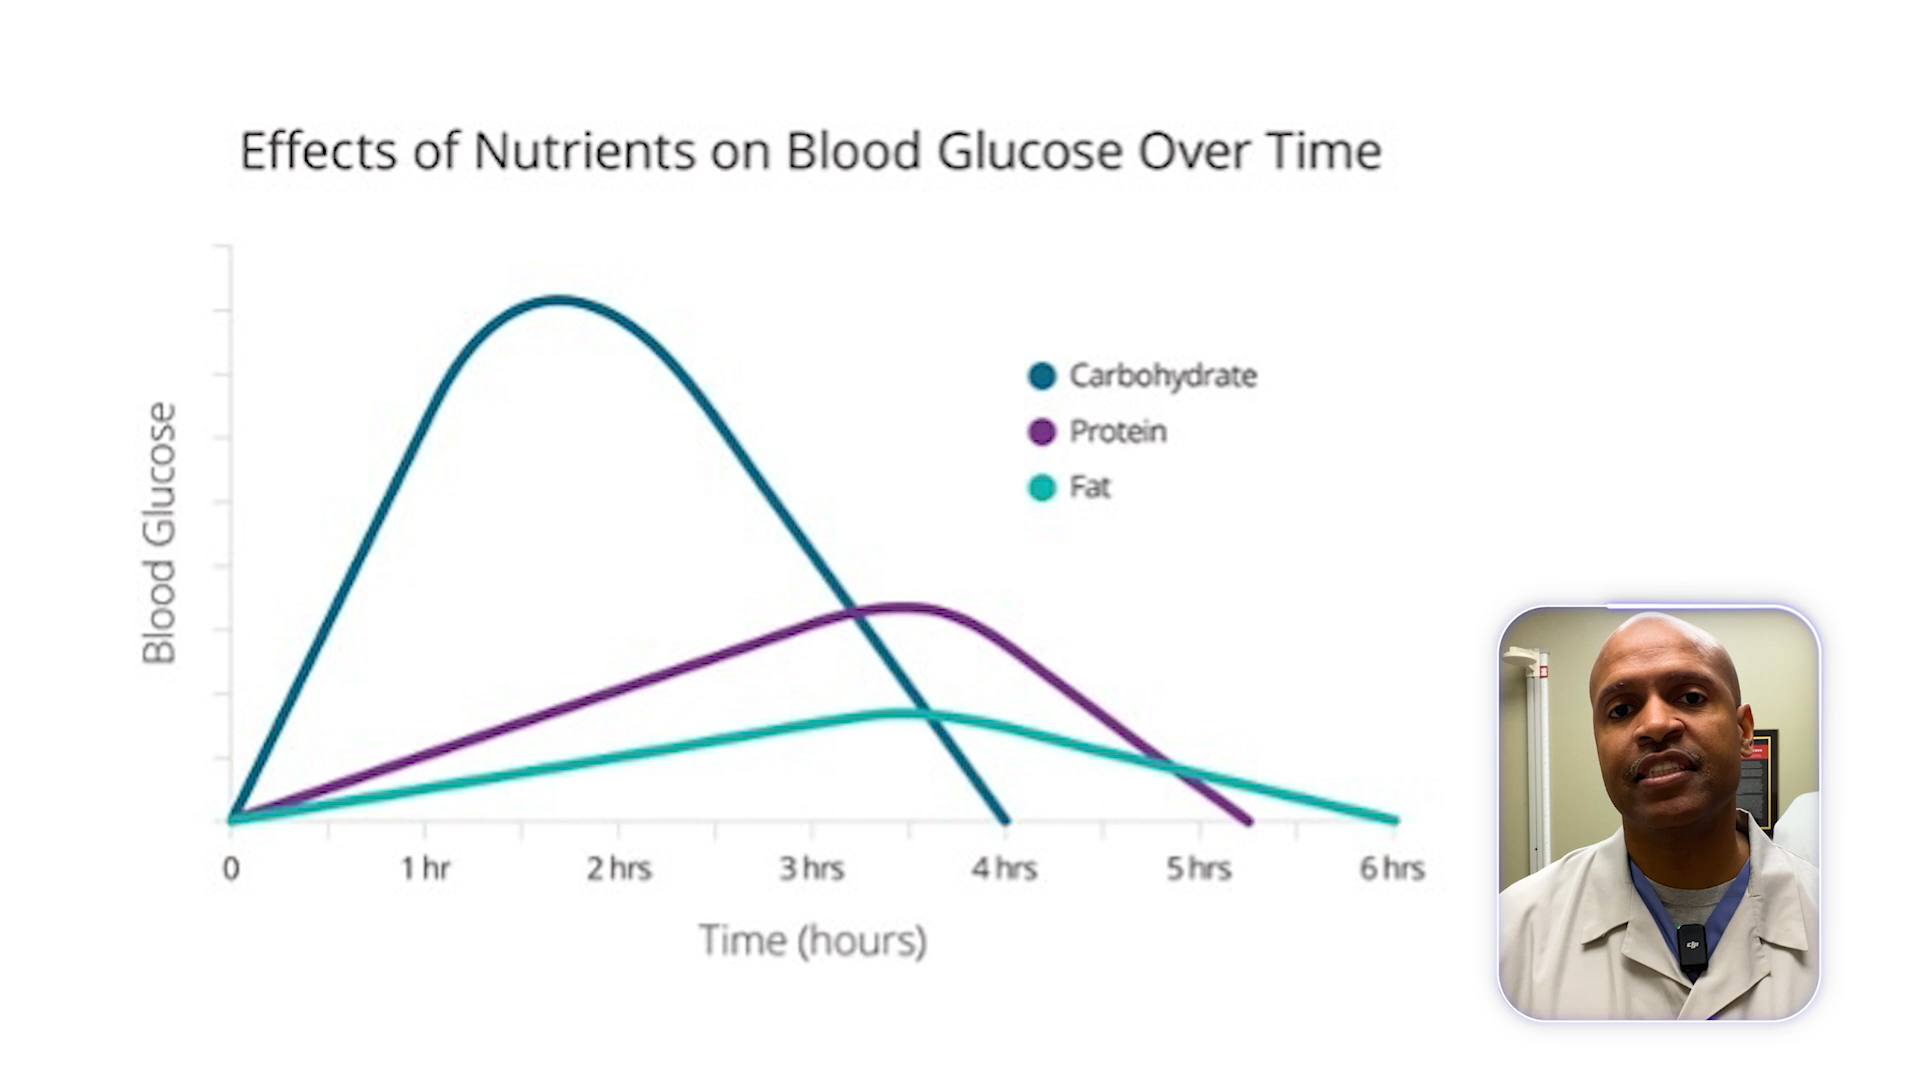 Effects of Nutrients on Blood Glucose Over Time
Blood Glucose
Carbohydrate
Protein
Fat
0 1 hr 2 hrs 3 hrs 4 hrs 5 hrs 6 hrs
Time (hours)
dji